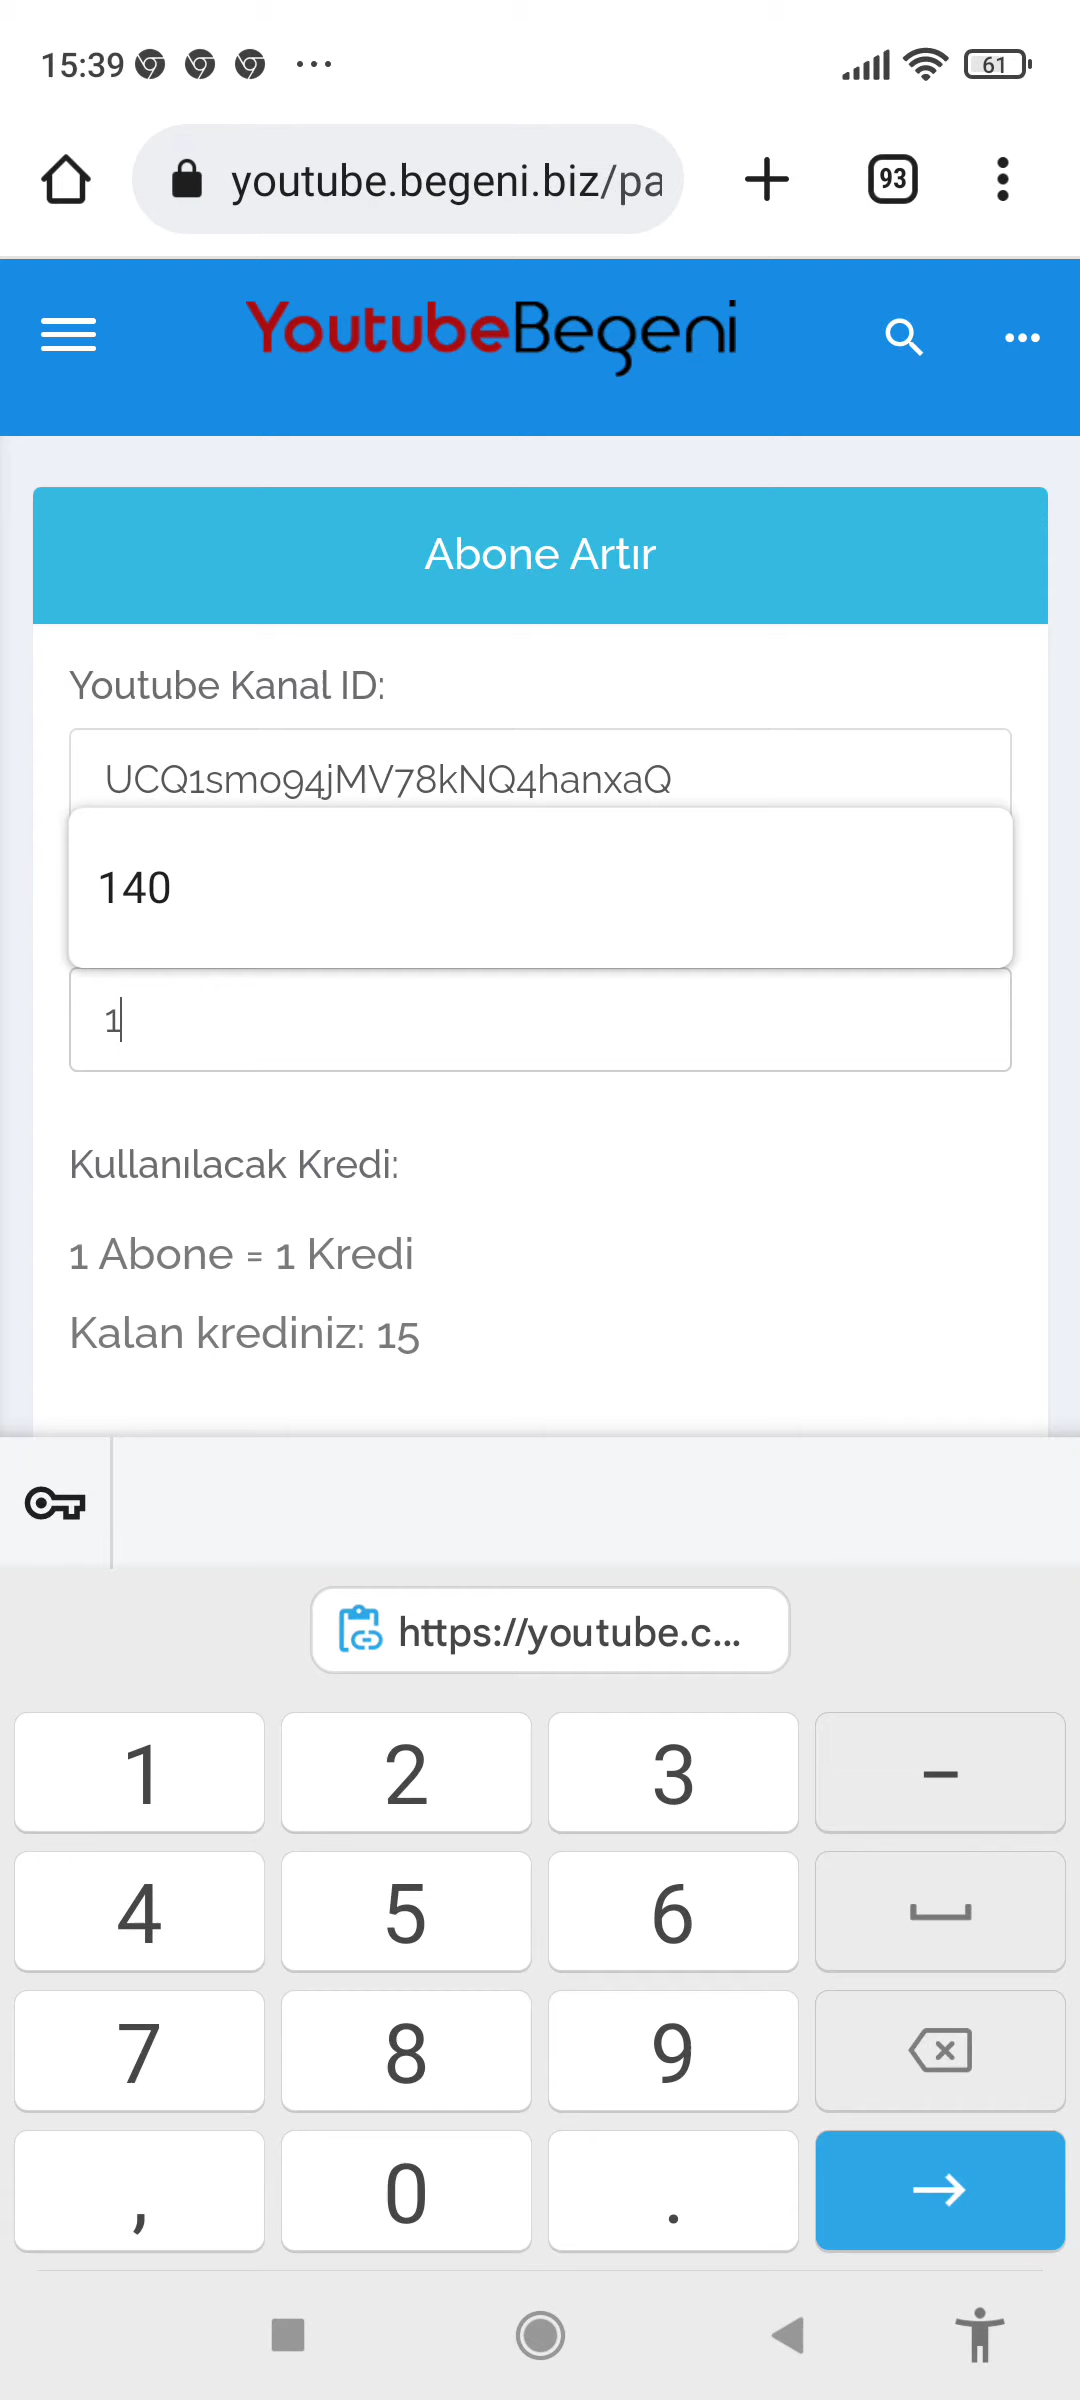 15:39
61
youtube.begeni.biz/pa
93
YoutubeBegeni
Abone Artır
Youtube Kanal ID:
UCQ1smo94jMV78kNQ4hanxaQ
140
1
Kullanılacak Kredi:
1 Abone = 1 Kredi
Kalan krediniz: 15
https://youtube.c...
1 2 3 –
4 5 6
7 8 9
, 0 .